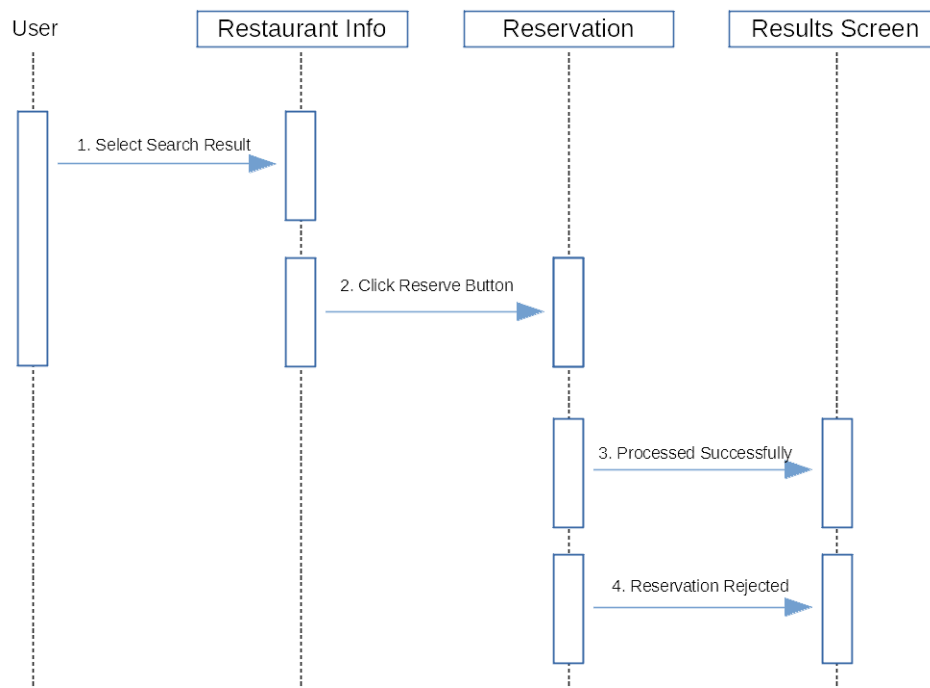 User
Restaurant Info
Reservation
Results Screen
1. Select Search Result
2. Click Reserve Button
3. Processed Successfully
4. Reservation Rejected